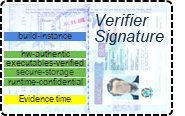 Verifier
Signature
build-instance
hw-authentic
executables-verified
secure-storage
runtime-confidential
Evidence time